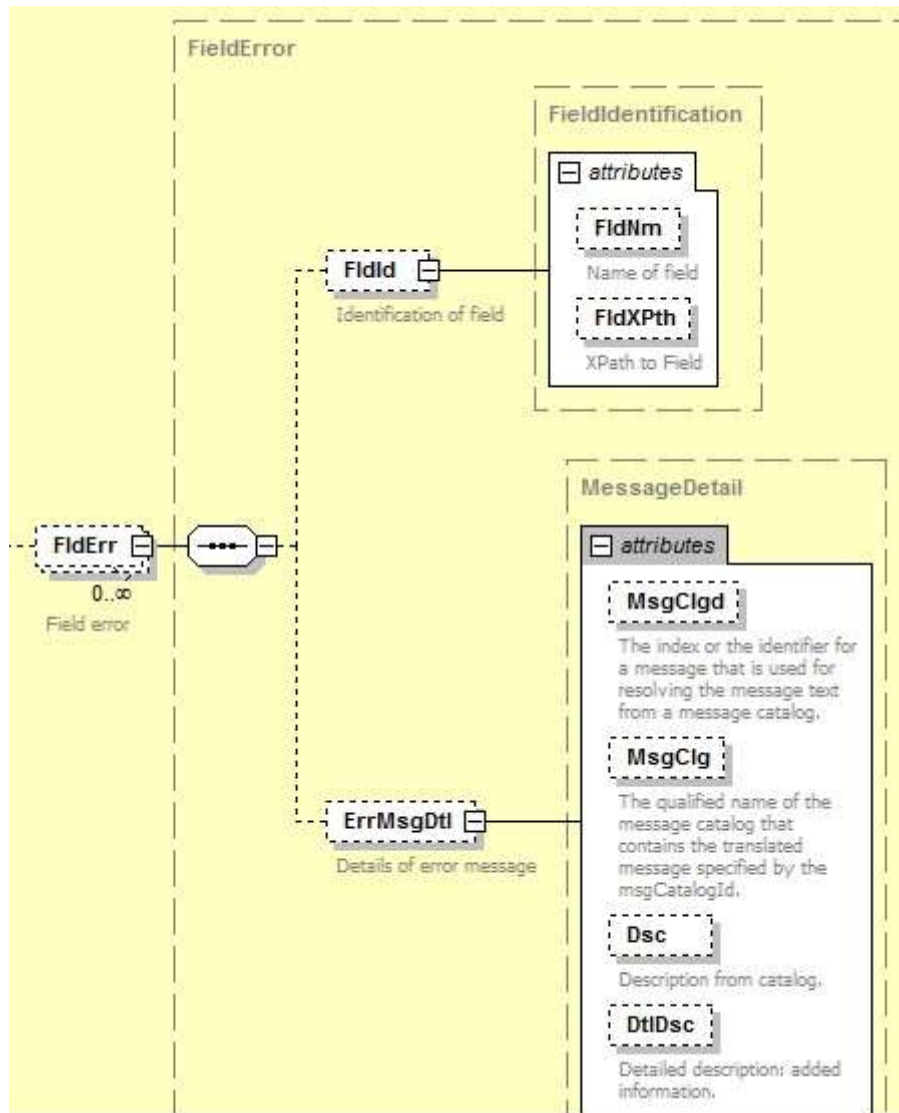 FieldError
FieldIdentification
attributes
FldNm
Name of field
FldXPth
XPath to Field
FldId
Identification of field
MessageDetail
attributes
FldErr
0..∞
Field error
MsgClgd
The index or the identifier for
a message that is used for
resolving the message text
from a message catalog.
MsgClg
The qualified name of the
message catalog that
contains the translated
message specified by the
msgCatalogId.
ErrMsgDtl
Details of error message
Dsc
Description from catalog.
DtlDsc
Detailed description: added
information.